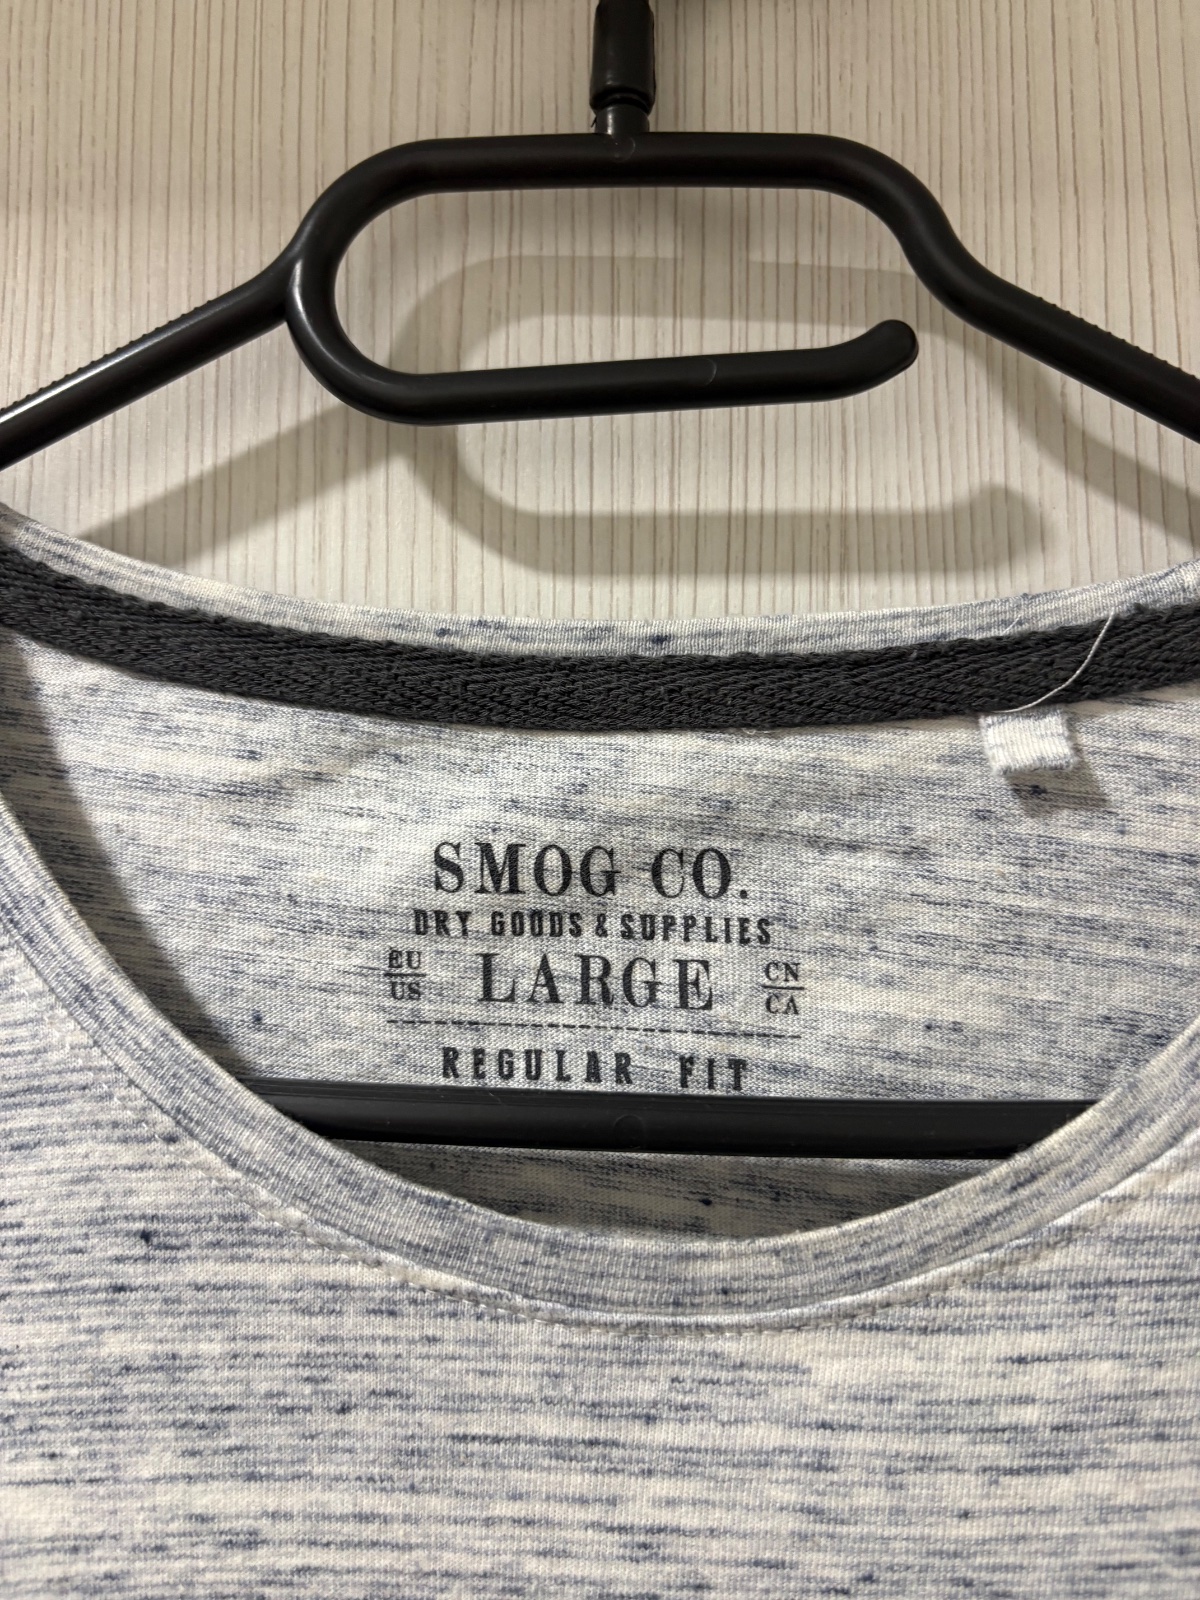 SMOG CO.
DRY GOODS & SUPPLIES
EU US LARGE CN CA
REGULAR FIT